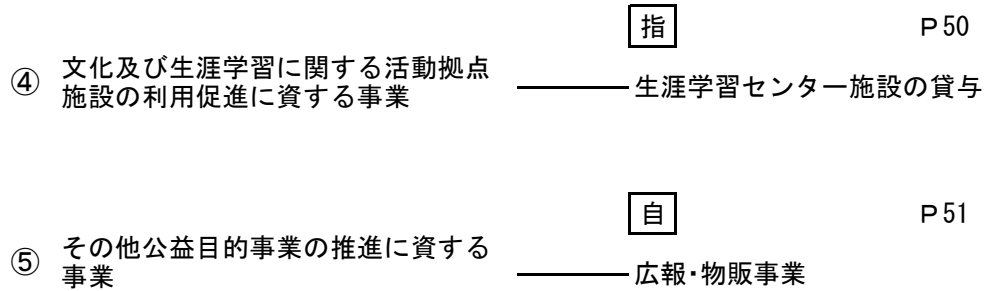 指 P50
④ 文化及び生涯学習に関する活動拠点
施設の利用促進に資する事業
生涯学習センター施設の貸与
自 P51
⑤ その他公益目的事業の推進に資する
事業
広報・物販事業